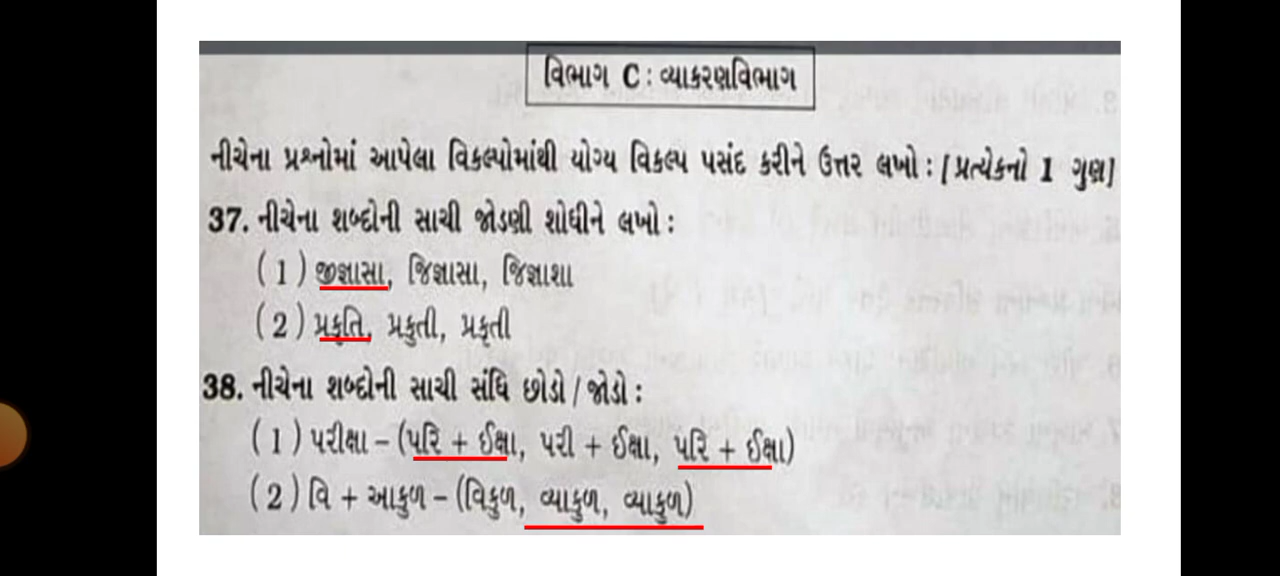 વિભાગ C : વ્યાકરણવિભાગ
નીચેના પ્રશ્નોમાં આપેલા વિકલ્પોમાંથી યોગ્ય વિકલ્પ પસંદ કરીને ઉત્તર લખો : [પ્રત્યેકનો 1 ગુણ]
37. નીચેના શબ્દોની સાચી જોડણી શોધીને લખો :
(1) જીજ્ઞાસા, જિજ્ઞાસા, જિજ્ઞાશા
(2) પ્રકૃતિ, પ્રકુતી, પ્રકૃતી
38. નીચેના શબ્દોની સાચી સંધિ છોડો / જોડો :
(1) પરીક્ષા – (પરિ + ઈક્ષા, પરી + ઈક્ષા, પરિ + ઈક્ષા)
(2) વિ + આકુળ – (વિકુળ, વ્યાકુળ, વ્યાકુળ)